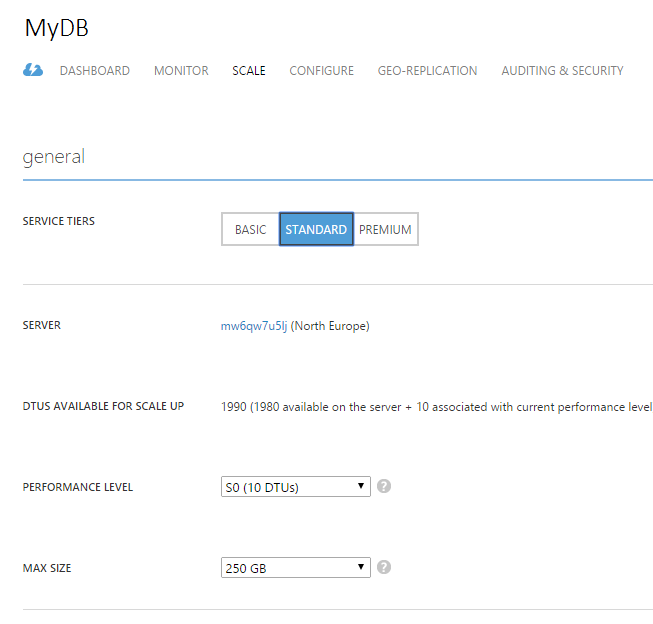 MyDB
DASHBOARD MONITOR SCALE CONFIGURE GEO-REPLICATION AUDITING & SECURITY
general
SERVICE TIERS BASIC STANDARD PREMIUM
SERVER mw6qw7u5lj (North Europe)
DTUS AVAILABLE FOR SCALE UP 1990 (1980 available on the server + 10 associated with current performance level
PERFORMANCE LEVEL S0 (10 DTUs) ?
MAX SIZE 250 GB ?